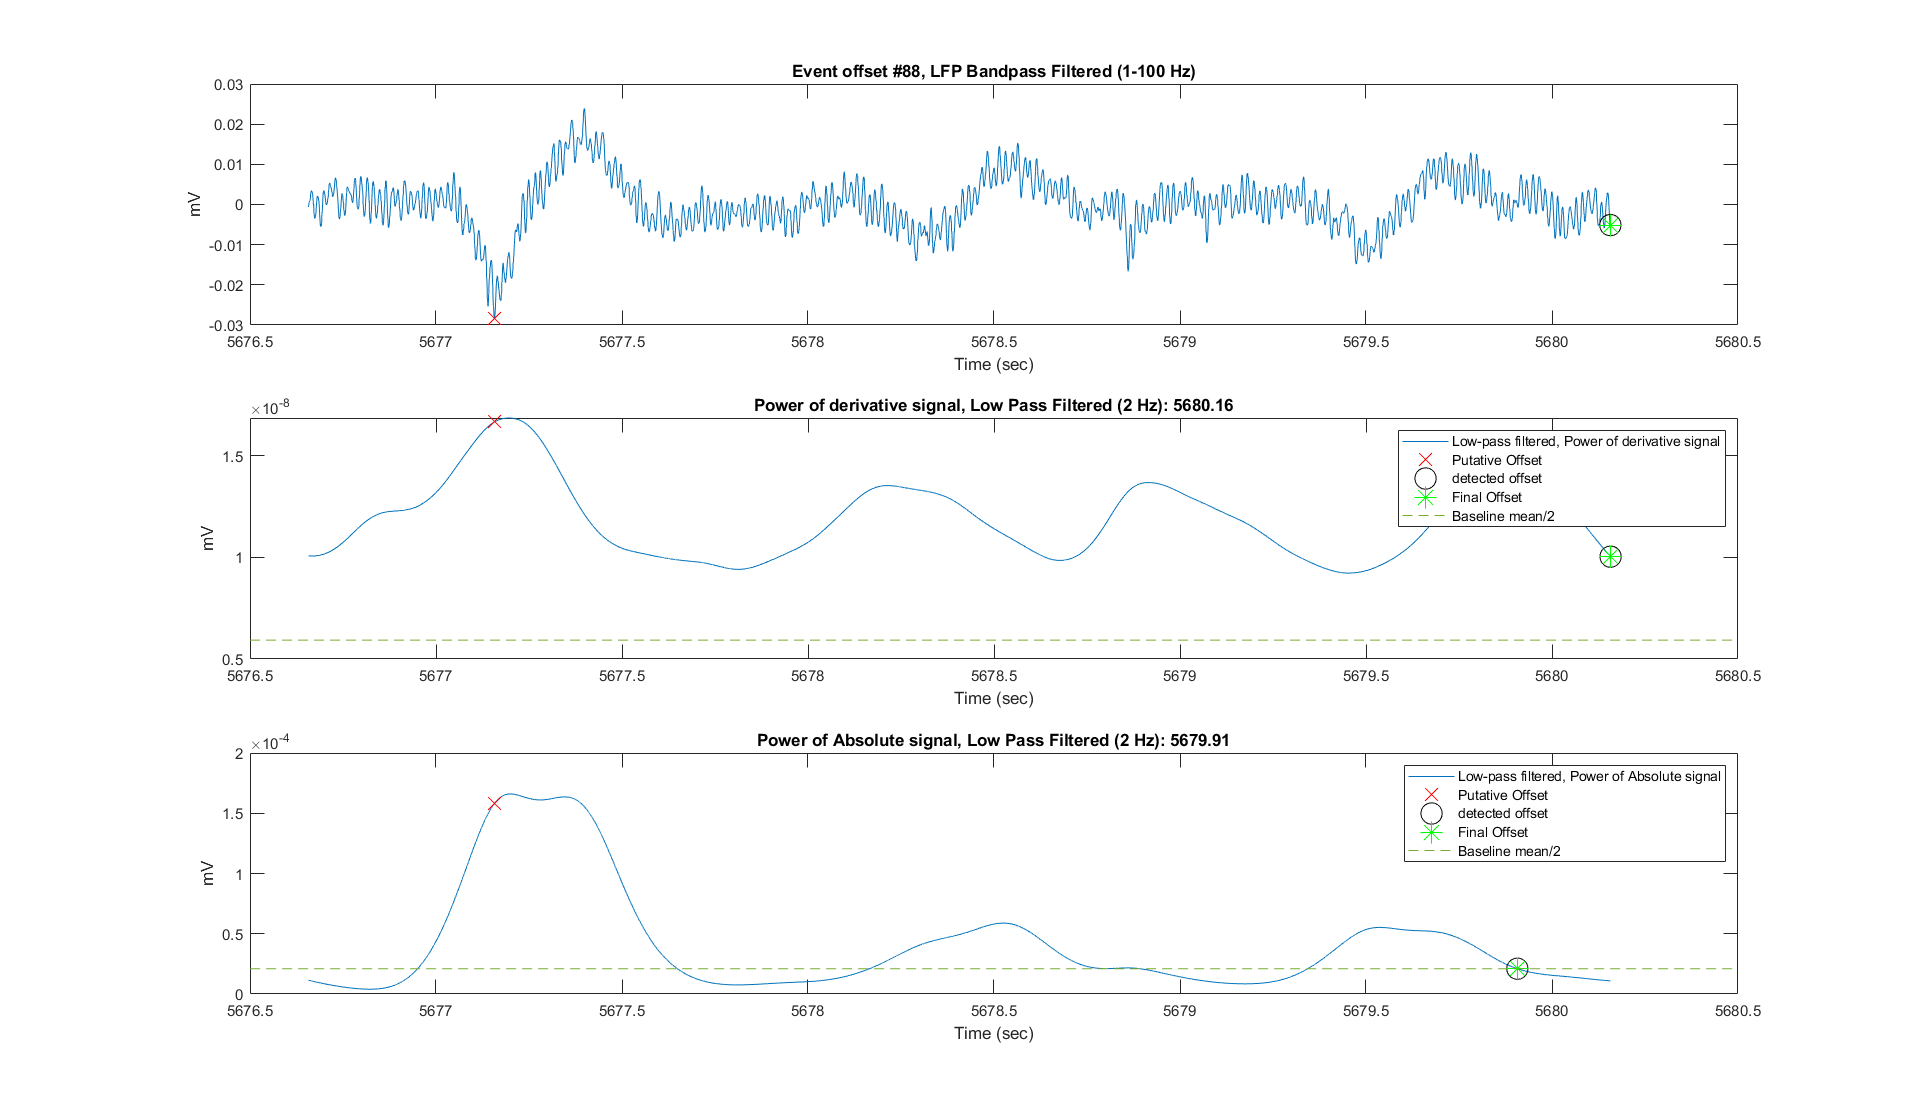 Event offset #88, LFP Bandpass Filtered (1-100 Hz)
0.03
0.02
0.01
0
-0.01
-0.02
-0.03
mV
5676.5 5677 5677.5 5678 5678.5 5679 5679.5 5680 5680.5
Time (sec)
Power of derivative signal, Low Pass Filtered (2 Hz): 5680.16
×10^-8
1.5
1
0.5
mV
Low-pass filtered, Power of derivative signal
Putative Offset
detected offset
Final Offset
Baseline mean/2
5676.5 5677 5677.5 5678 5678.5 5679 5679.5 5680 5680.5
Time (sec)
Power of Absolute signal, Low Pass Filtered (2 Hz): 5679.91
×10^-4
2
1.5
1
0.5
0
mV
Low-pass filtered, Power of Absolute signal
Putative Offset
detected offset
Final Offset
Baseline mean/2
5676.5 5677 5677.5 5678 5678.5 5679 5679.5 5680 5680.5
Time (sec)